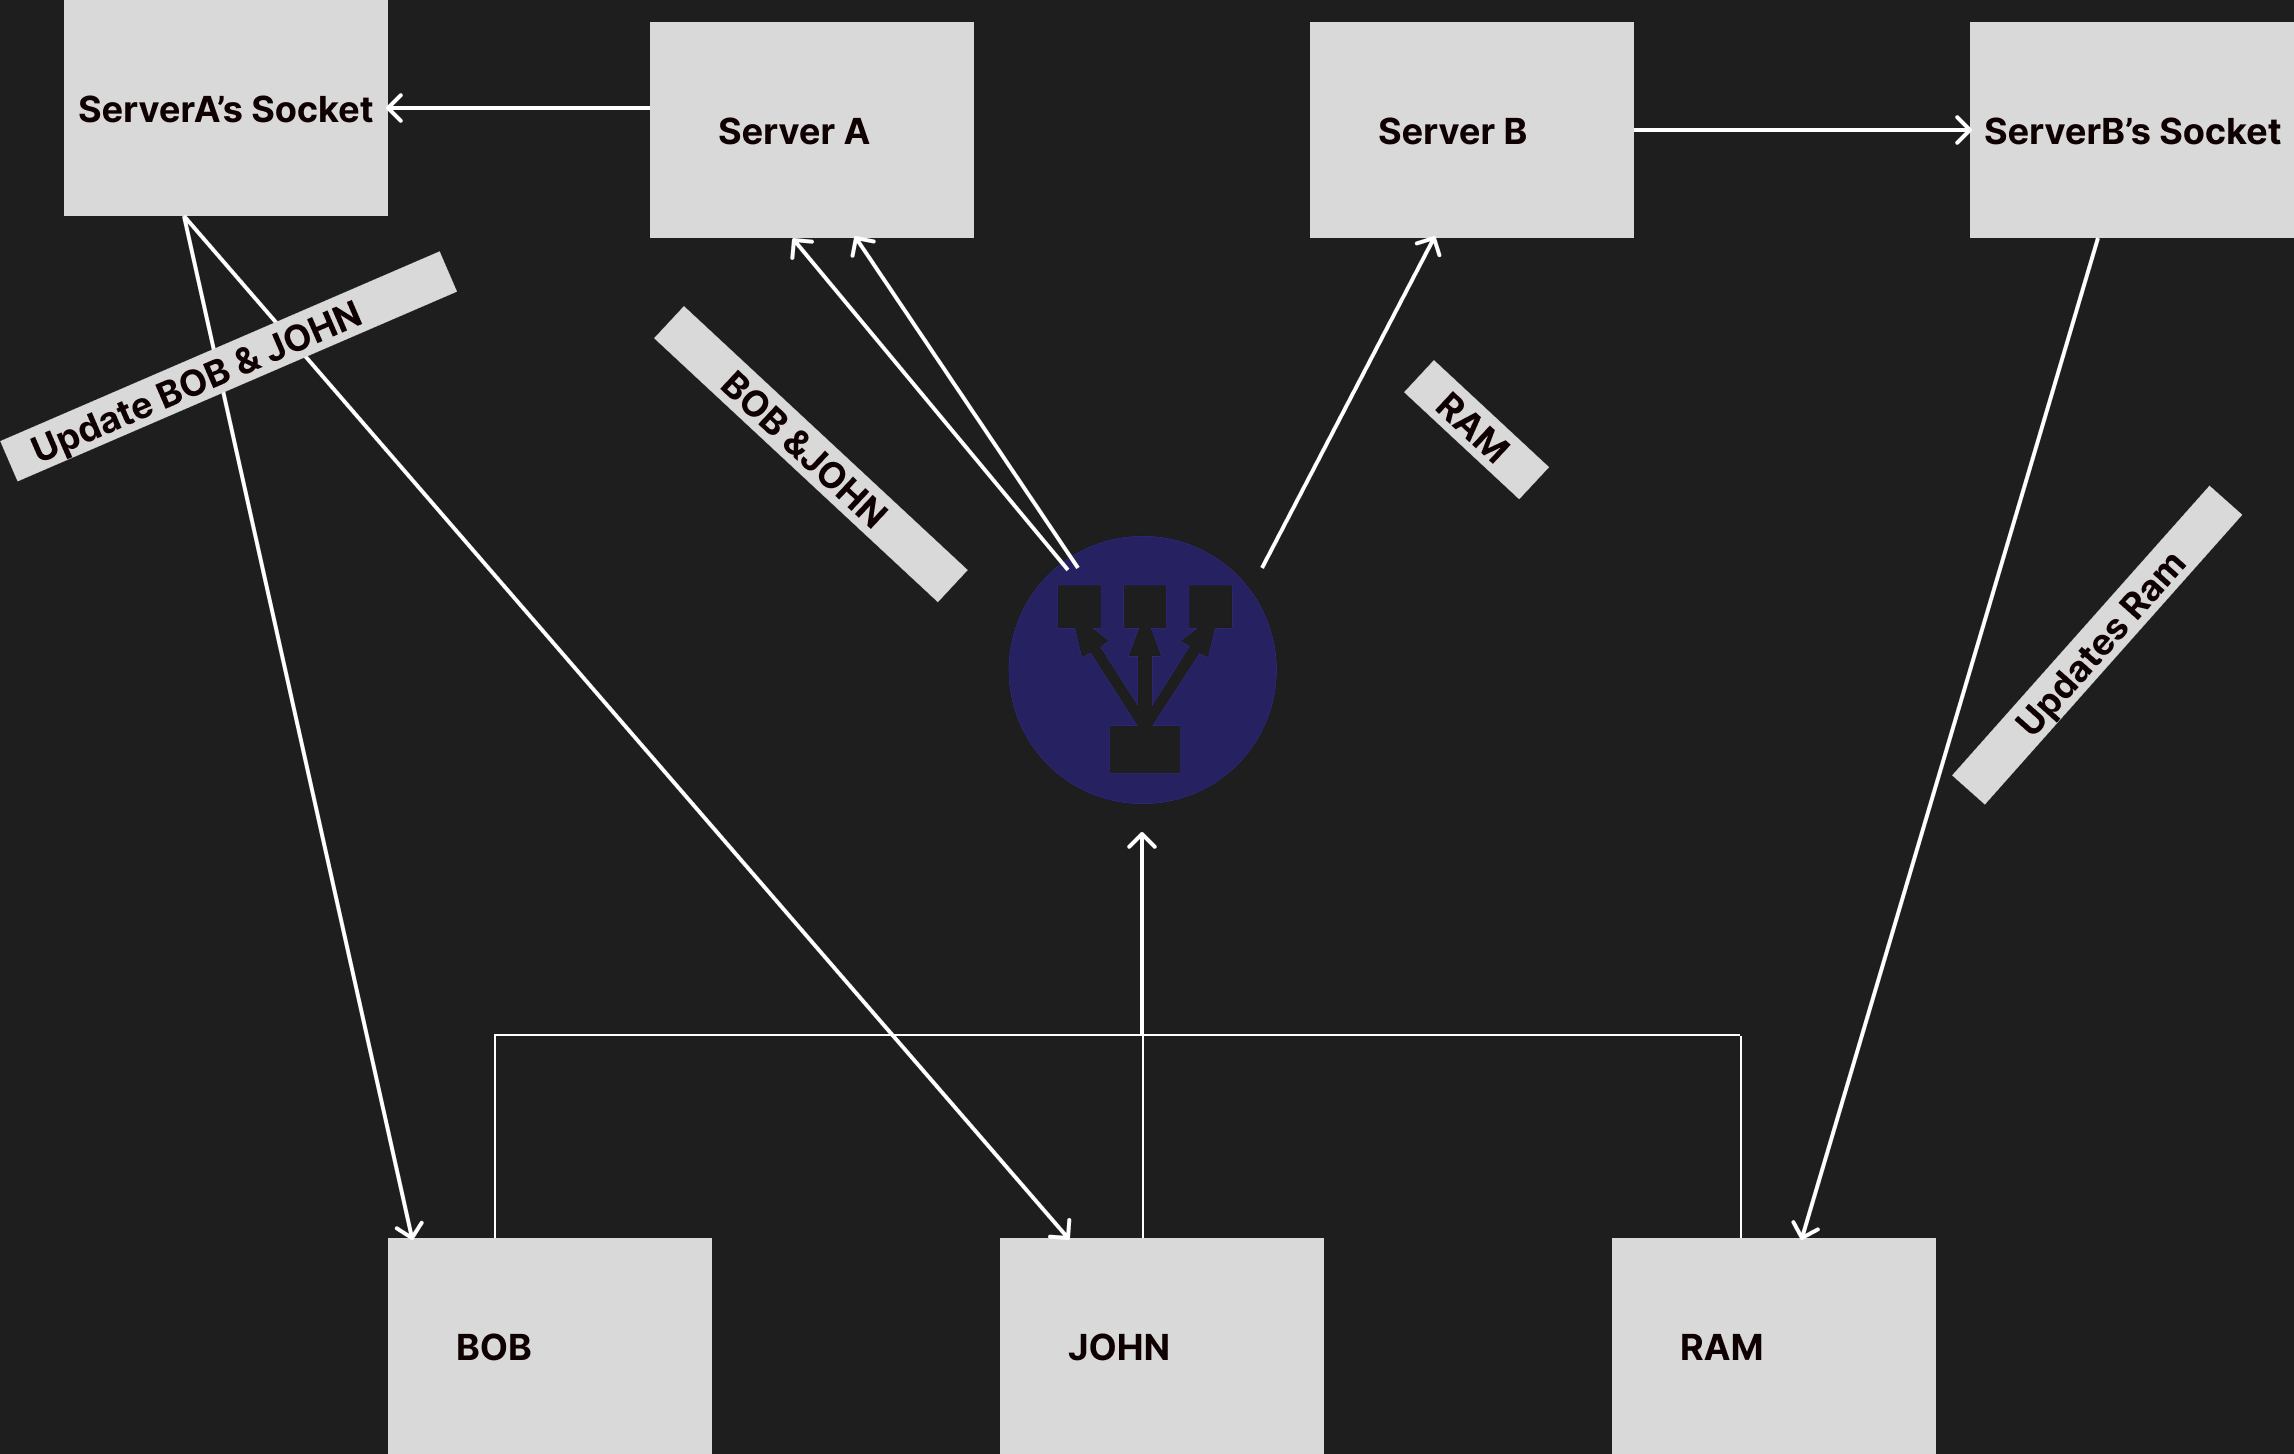 ServerA’s Socket
Server A
Server B
ServerB’s Socket
Update BOB & JOHN
BOB &JOHN
RAM
Updates Ram
BOB
JOHN
RAM